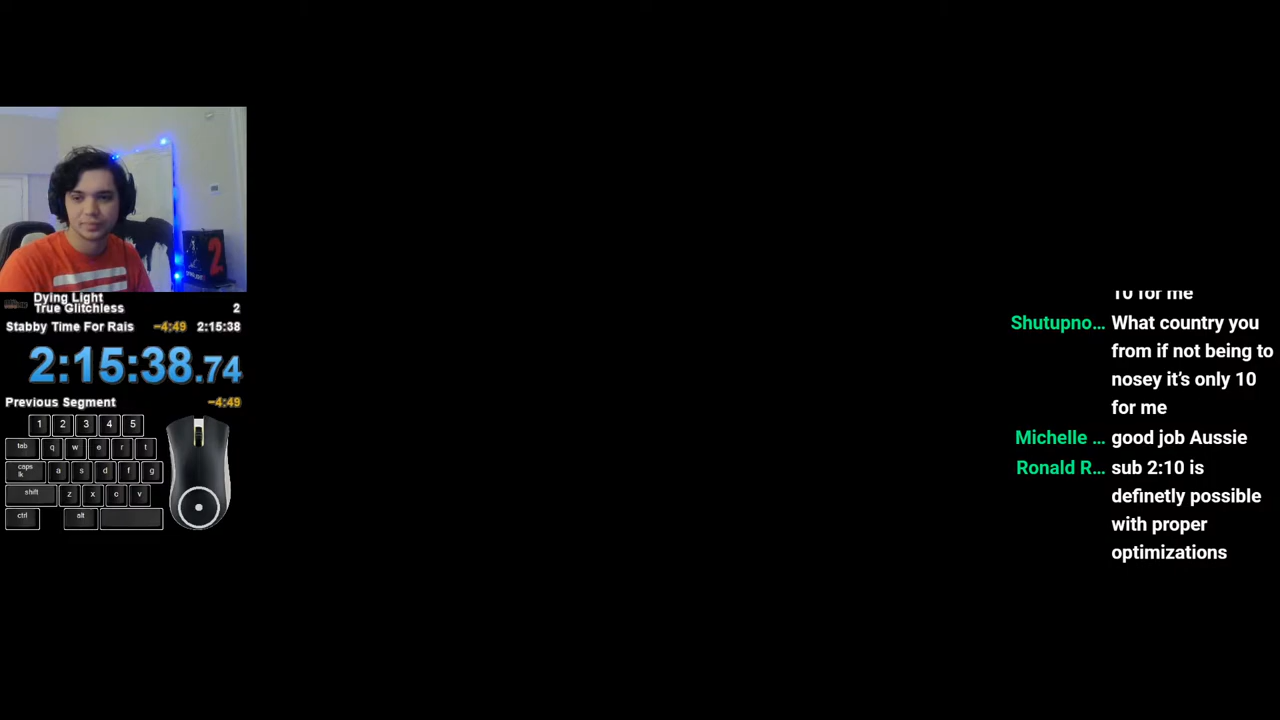 Dying Light
True Glitchless 2
Stabby Time For Rais -4:49 2:15:38
2:15:38.74
Previous Segment -4:49
1 2 3 4 5
tab q w e r t
caps lk a s d f g
shift z x c v
ctrl alt
10 for me
Shutupno… What country you
from if not being to
nosey it's only 10
for me
Michelle … good job Aussie
Ronald R… sub 2:10 is
definetly possible
with proper
optimizations